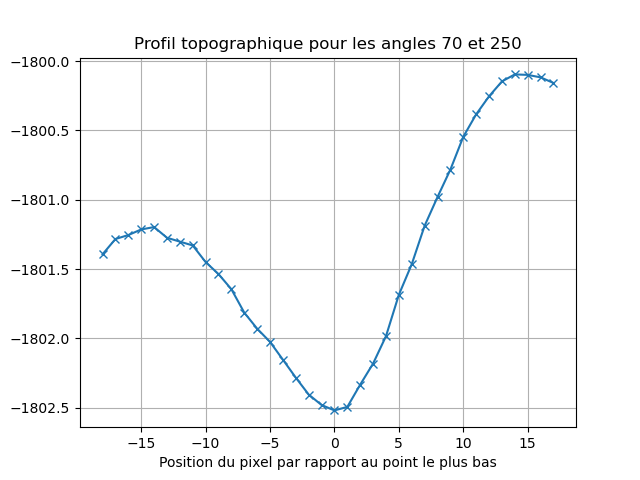 Profil topographique pour les angles 70 et 250
−1800.0
−1800.5
−1801.0
−1801.5
−1802.0
−1802.5
−15 −10 −5 0 5 10 15
Position du pixel par rapport au point le plus bas